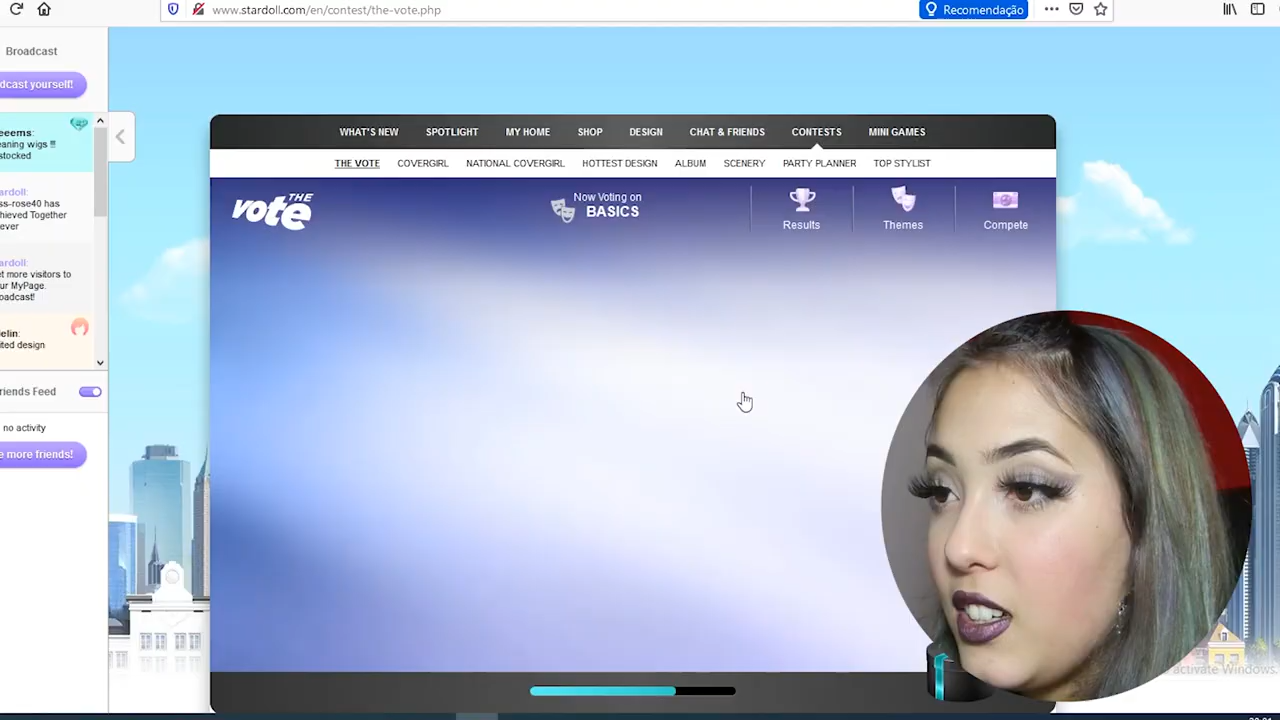 www.stardoll.com/en/contest/the-vote.php
Recomendação
Broadcast
dcast yourself!
eeems:
eaning wigs !!!
stocked
ardoll:
ss-rose40 has
chieved Together
ever
ardoll:
et more visitors to
ur MyPage.
oadcast!
elin:
ited design
riends Feed
no activity
e more friends!
WHAT'S NEW SPOTLIGHT MY HOME SHOP DESIGN CHAT & FRIENDS CONTESTS MINI GAMES
THE VOTE COVERGIRL NATIONAL COVERGIRL HOTTEST DESIGN ALBUM SCENERY PARTY PLANNER TOP STYLIST
THE vote
Now Voting on
BASICS
Results Themes Compete
activate Windows.